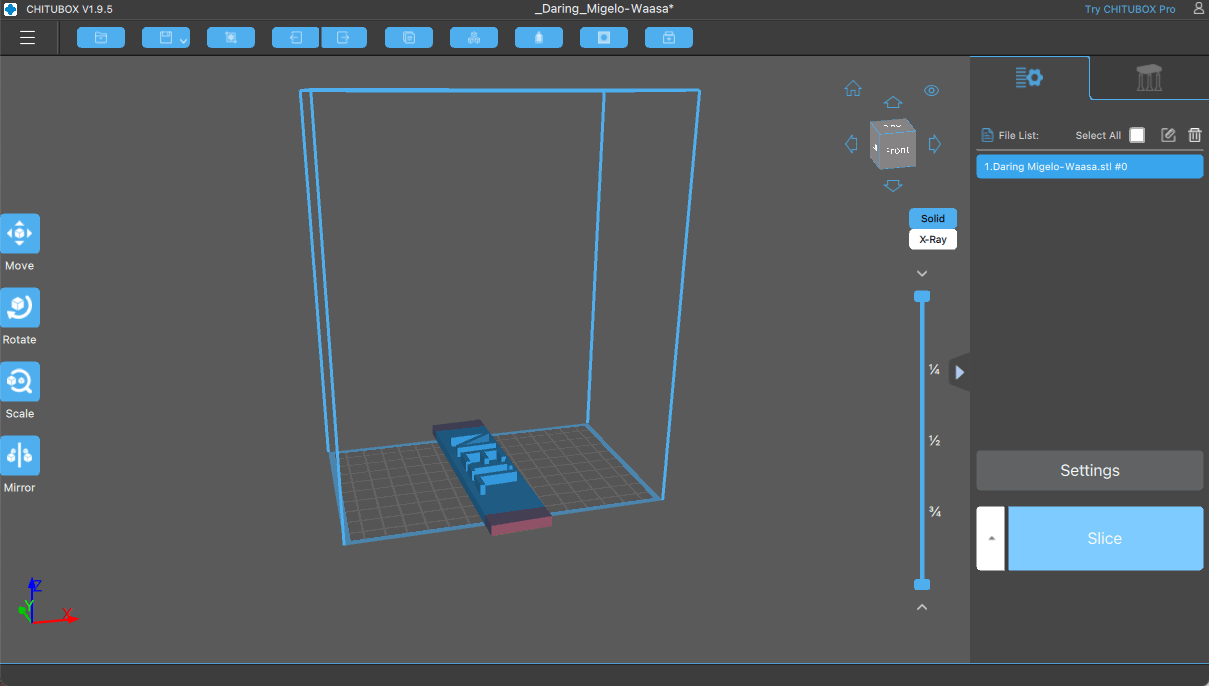 CHITUBOX V1.9.5
_Daring_Migelo-Waasa*
Try CHITUBOX Pro
File List:
Select All
1.Daring Migelo-Waasa.stl #0
Front
Solid
X-Ray
Move
Rotate
Scale
Mirror
¼
½
¾
Settings
Slice
Z
Y
X